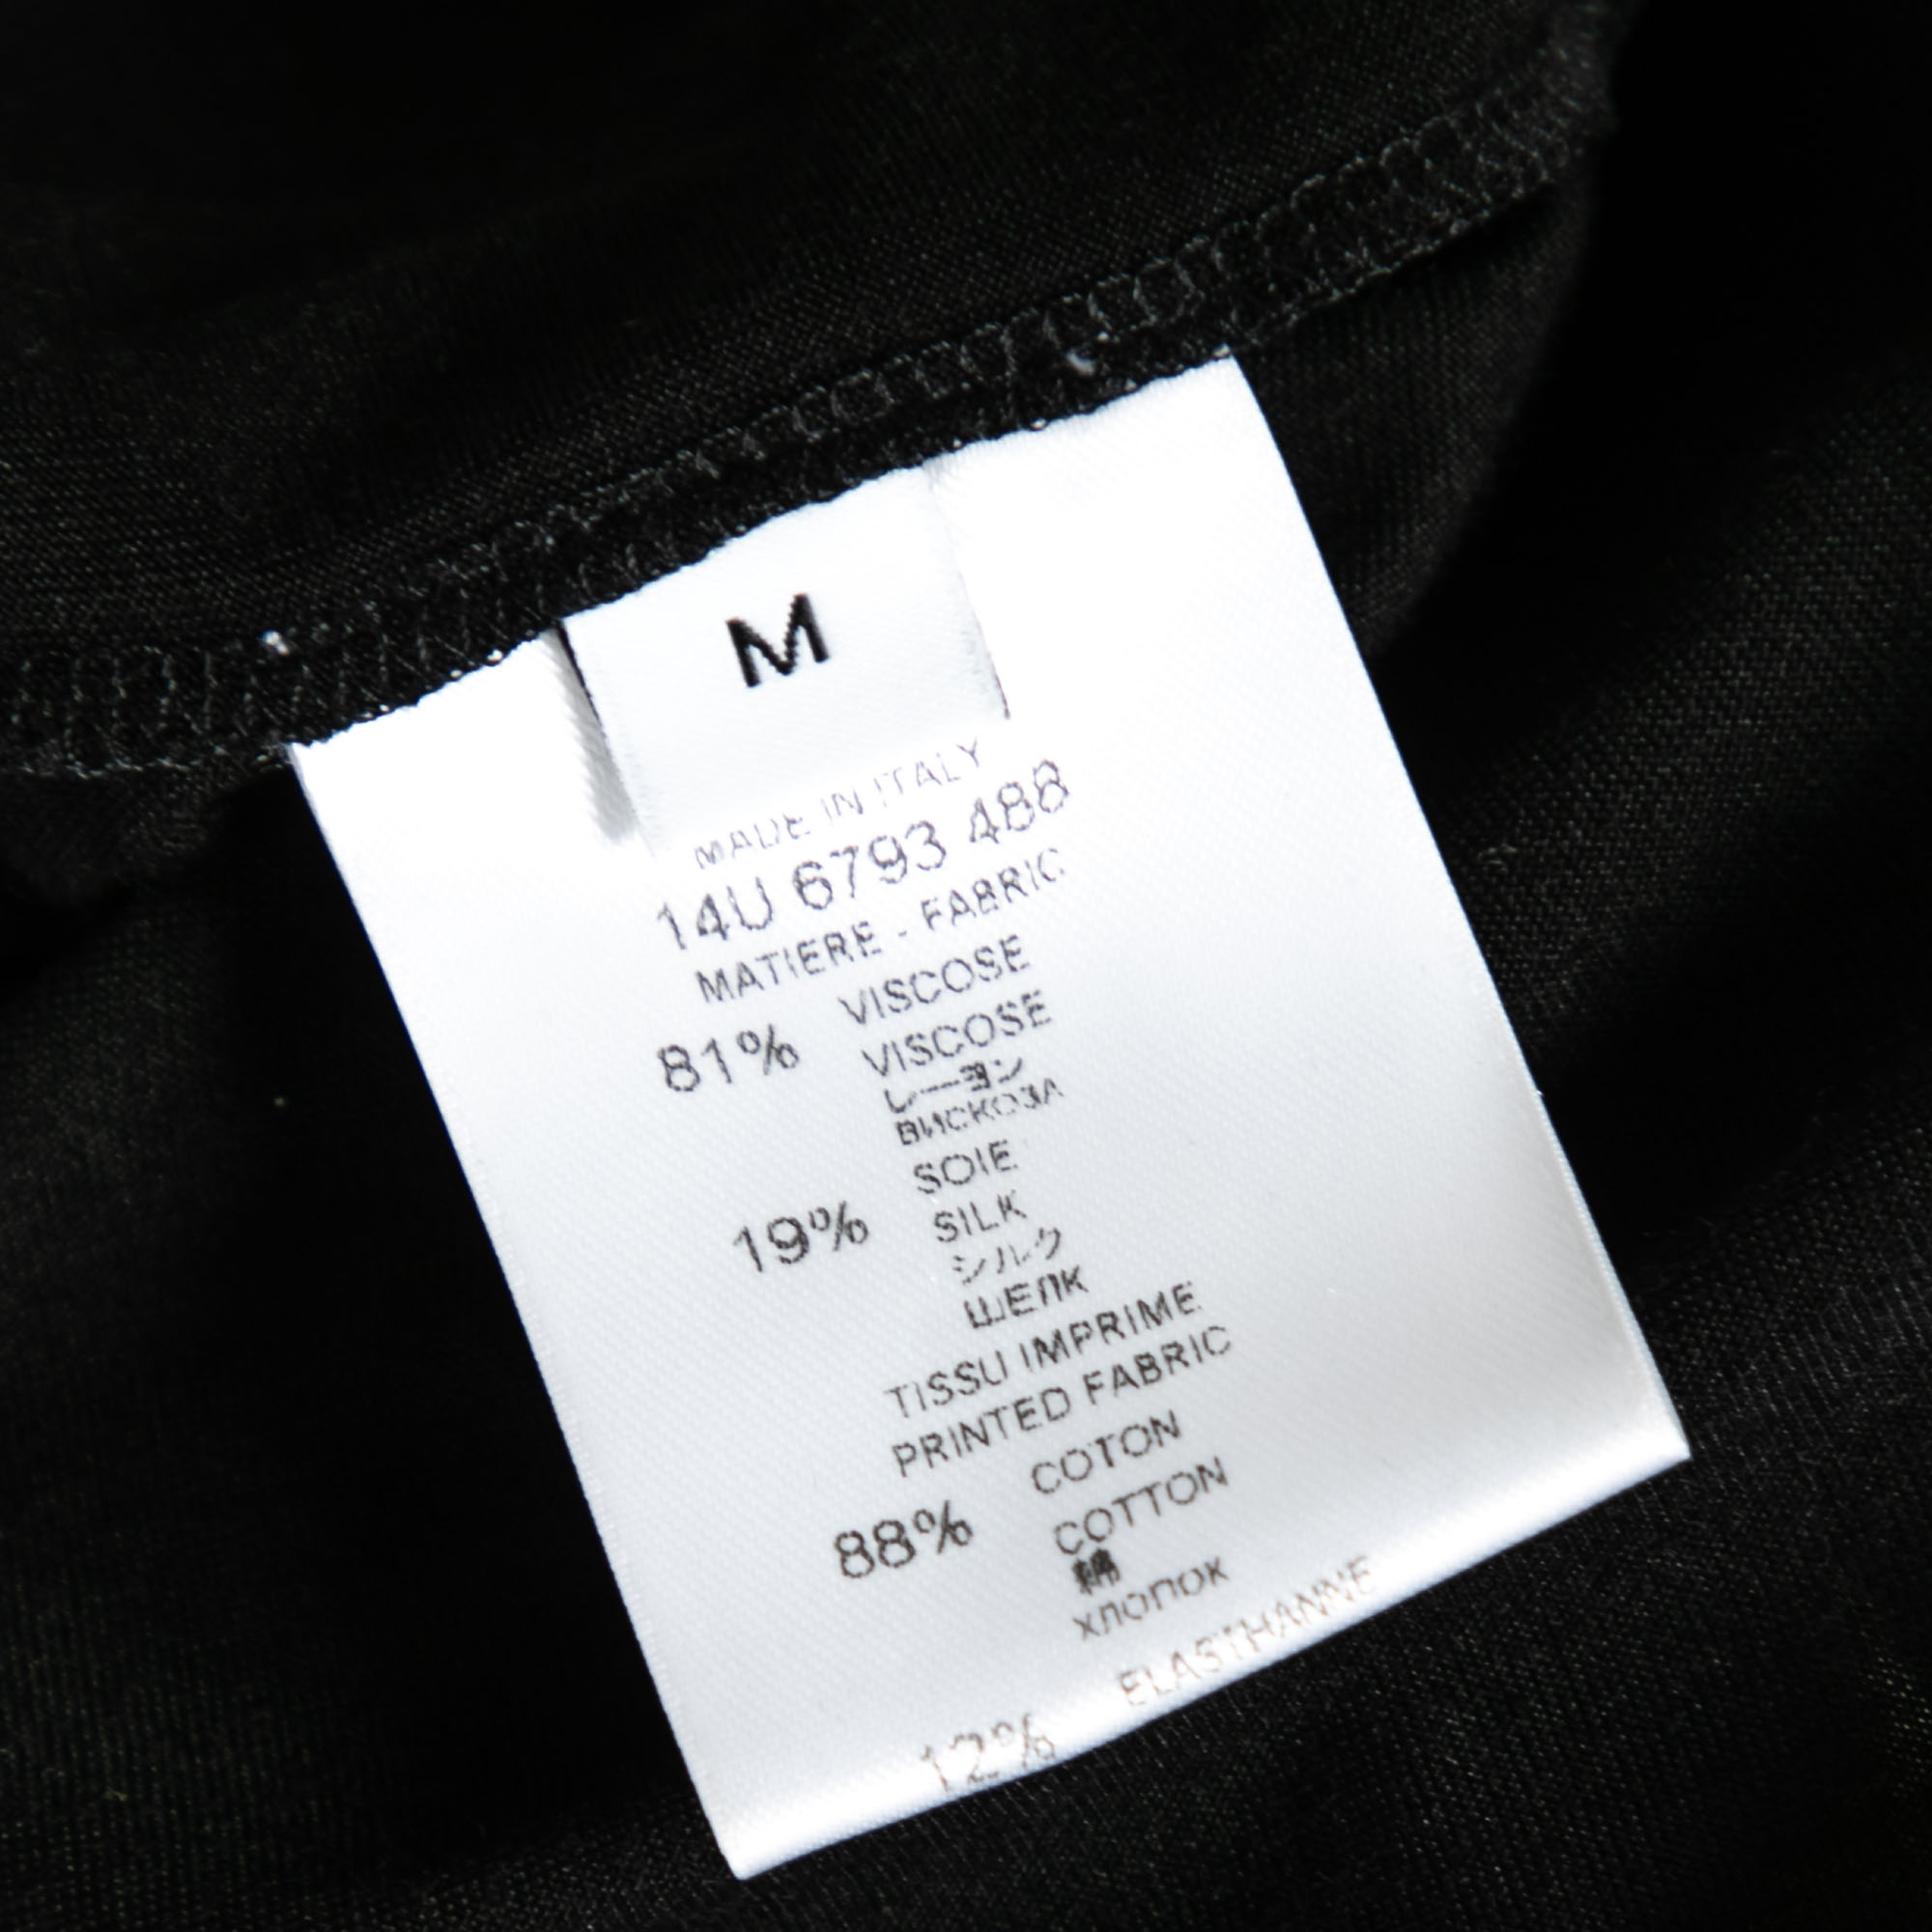 M
MADE IN ITALY
14U 6793 488
MATIERE - FABRIC
VISCOSE
81% VISCOSE
レーヨン
ВИСКОЗА
SOIE
19% SILK
シルク
ШЕЛК
TISSU IMPRIME
PRINTED FABRIC
COTON
88% COTTON
綿
ХЛОПОК
ELASTHANNE
12%